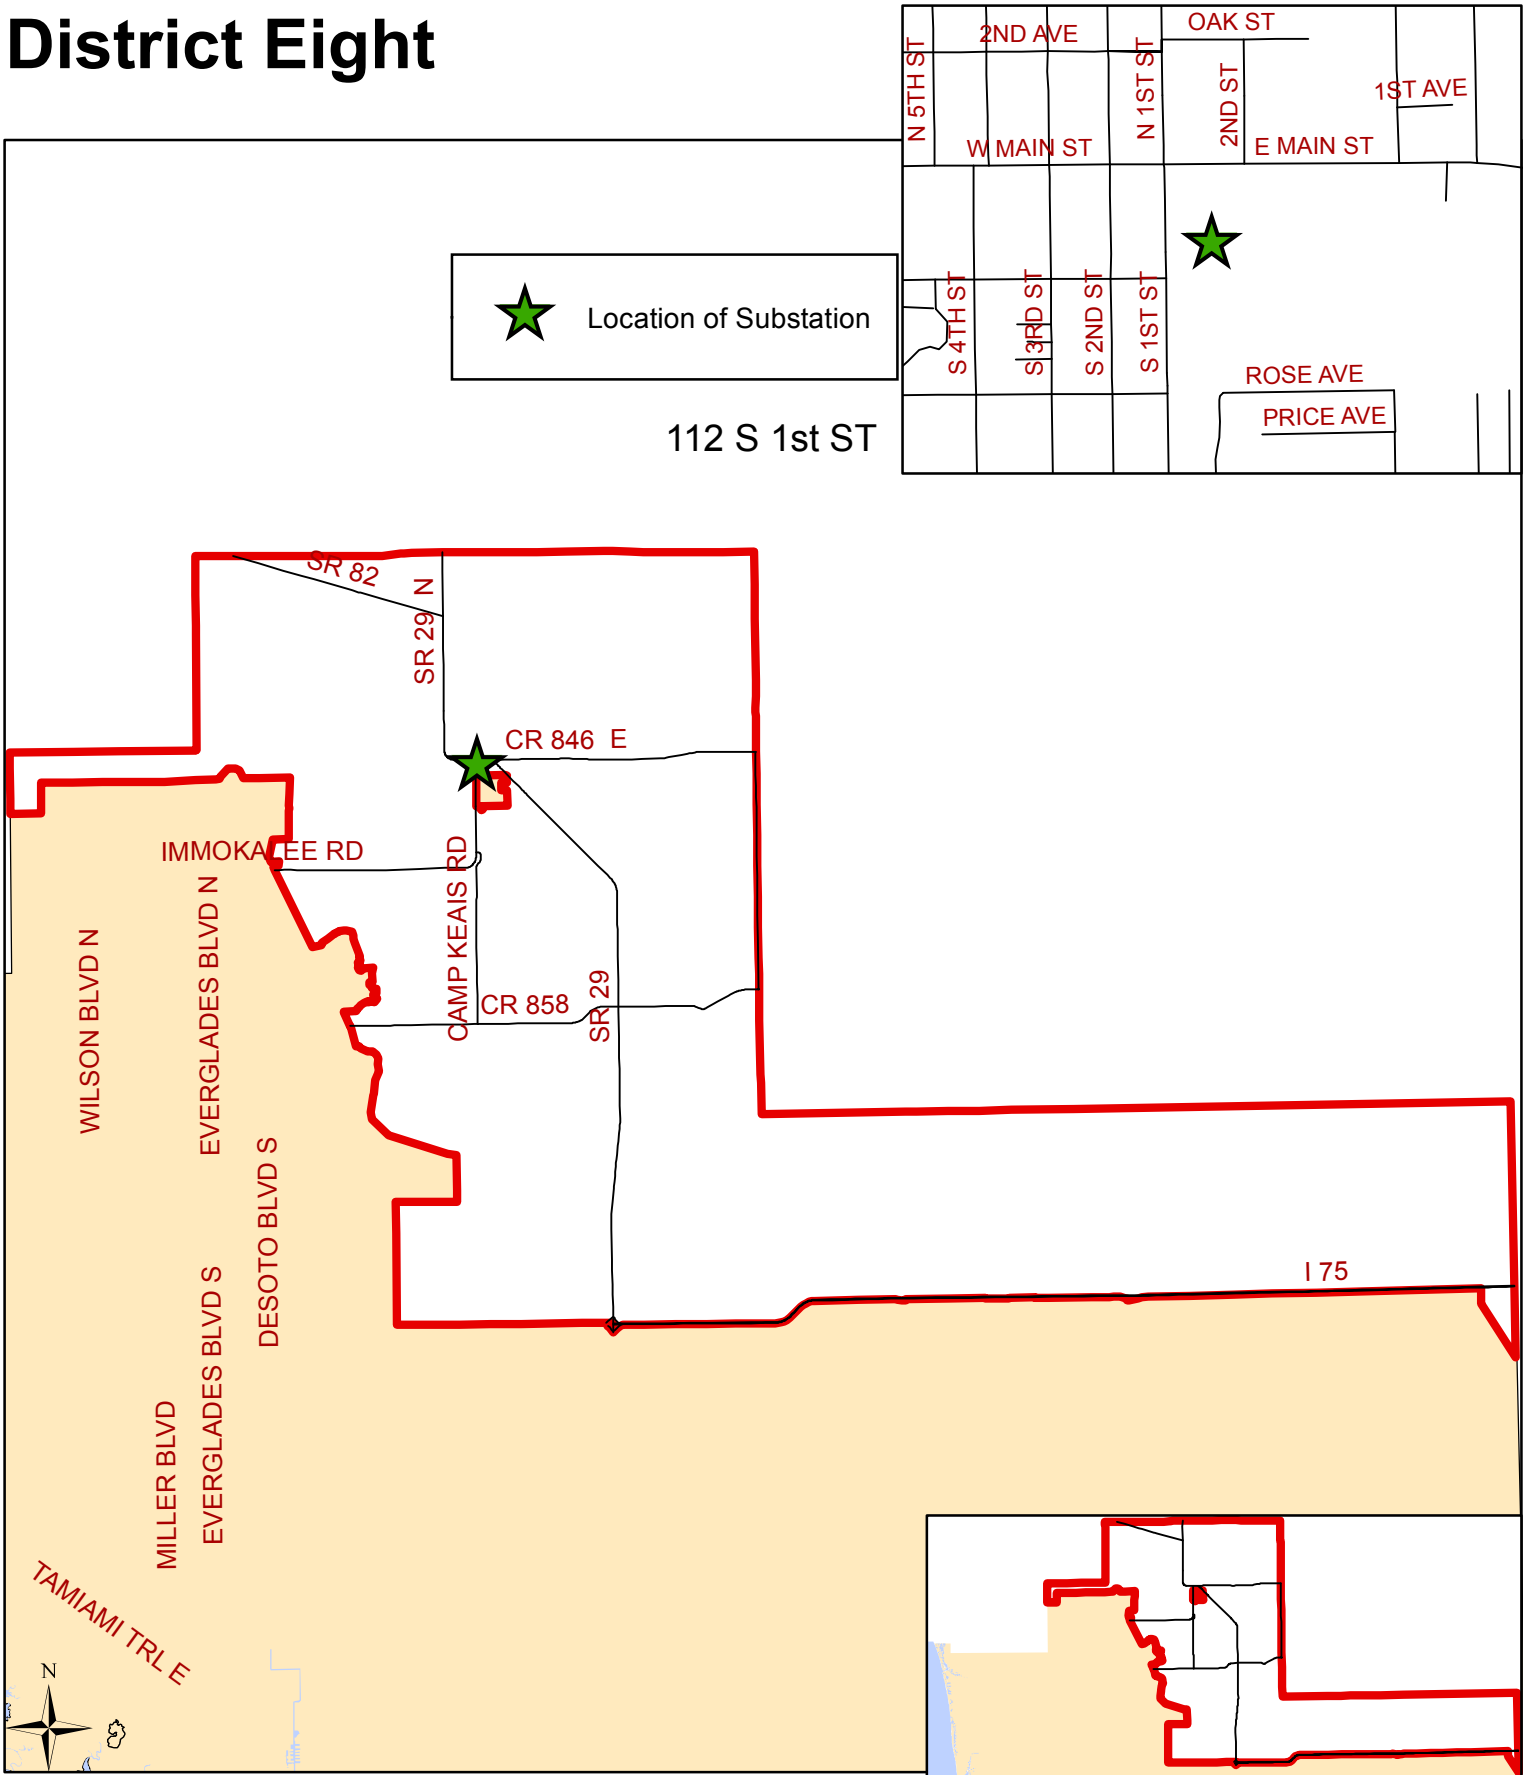 District Eight
2ND AVE
OAK ST
N 5TH ST
N 1ST ST
2ND ST
1ST AVE
W MAIN ST
E MAIN ST
Location of Substation
S 4TH ST
S 3RD ST
S 2ND ST
S 1ST ST
ROSE AVE
PRICE AVE
112 S 1st ST
SR 82
SR 29 N
CR 846 E
IMMOKALEE RD
CAMP KEAIS RD
CR 858
SR 29
WILSON BLVD N
EVERGLADES BLVD N
DESOTO BLVD S
EVERGLADES BLVD S
I 75
MILLER BLVD
TAMIAMI TRL E
N